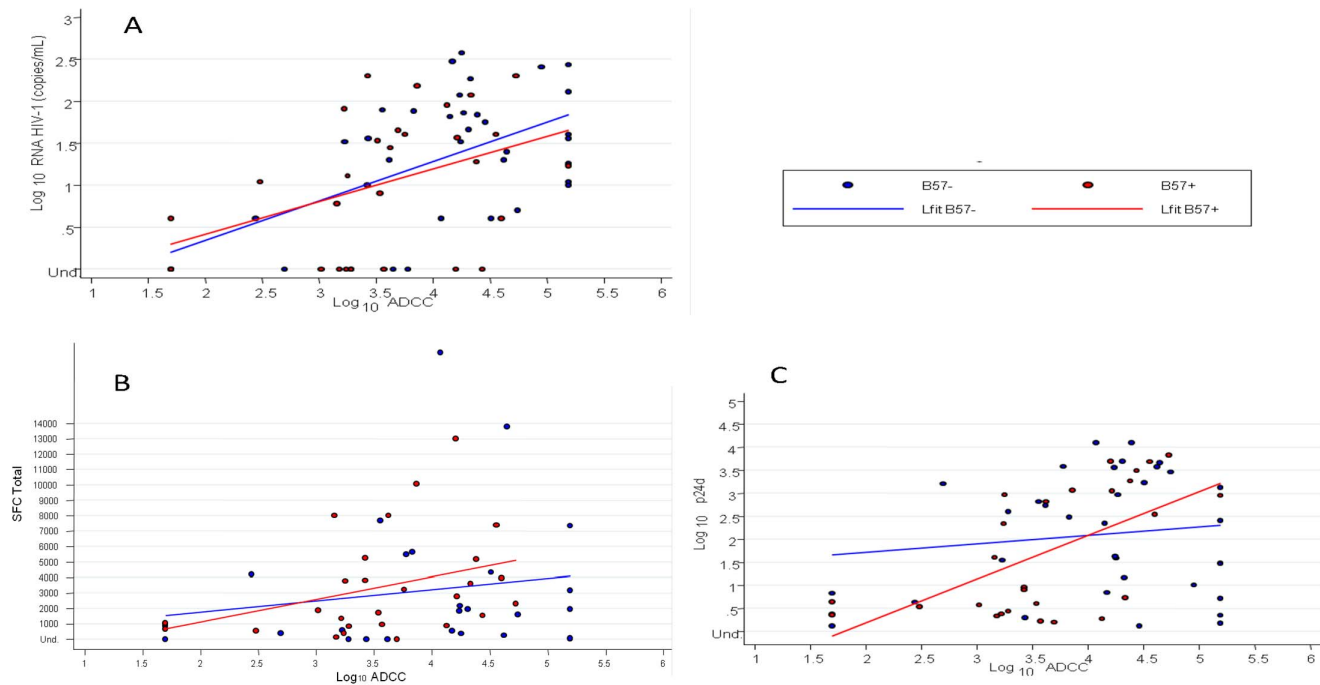 A
Log 10 RNA HIV-1 (copies/mL)
3
2.5
2
1.5
1
.5
Und
1 1.5 2 2.5 3 3.5 4 4.5 5 5.5 6
Log 10 ADCC
-
B57- B57+
Lfit B57- Lfit B57+
B
SFC Total
14000
13000
12000
11000
10000
9000
8000
7000
6000
5000
4000
3000
2000
1000
Und.
1 1.5 2 2.5 3 3.5 4 4.5 5 5.5 6
Log10 ADCC
C
Log 10 p24d
5
4.5
4
3.5
3
2.5
2
1.5
1
.5
Und
1 1.5 2 2.5 3 3.5 4 4.5 5 5.5 6
Log 10 ADCC